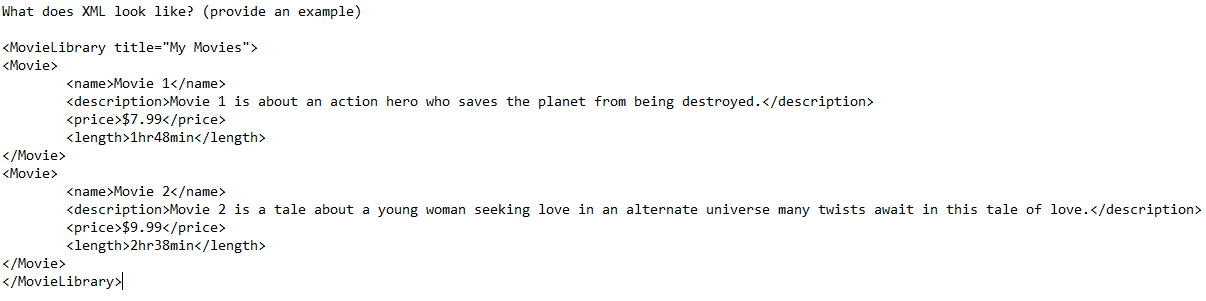 What does XML look like? (provide an example)

<MovieLibrary title="My Movies">
<Movie>
	<name>Movie 1</name>
	<description>Movie 1 is about an action hero who saves the planet from being destroyed.</description>
	<price>$7.99</price>
	<length>1hr48min</length>
</Movie>
<Movie>
	<name>Movie 2</name>
	<description>Movie 2 is a tale about a young woman seeking love in an alternate universe many twists await in this tale of love.</description>
	<price>$9.99</price>
	<length>2hr38min</length>
</Movie>
</MovieLibrary>